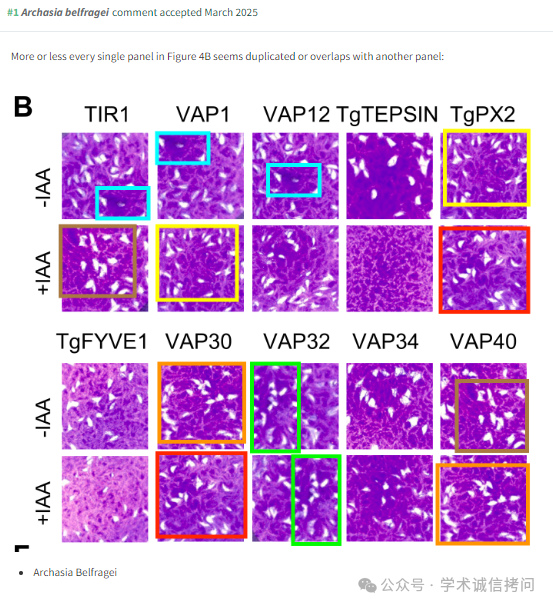 #1 Archasia belfragei comment accepted March 2025
More or less every single panel in Figure 4B seems duplicated or overlaps with another panel:
B
TIR1 VAP1 VAP12 TgTEPSIN TgPX2
-IAA
+IAA
TgFYVE1 VAP30 VAP32 VAP34 VAP40
-IAA
+IAA
Archasia Belfragei
公众号 · 学术诚信拷问